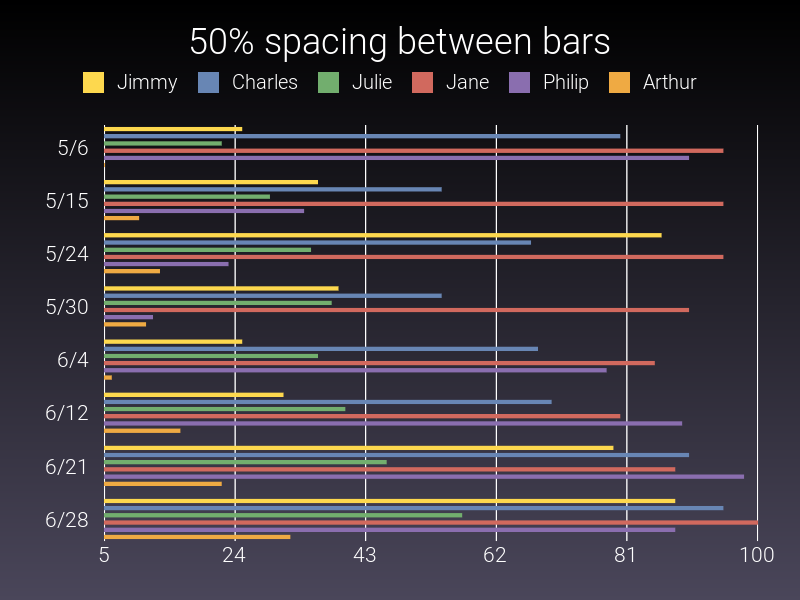 50% spacing between bars
Jimmy Charles Julie Jane Philip Arthur
5/6
5/15
5/24
5/30
6/4
6/12
6/21
6/28
5 24 43 62 81 100